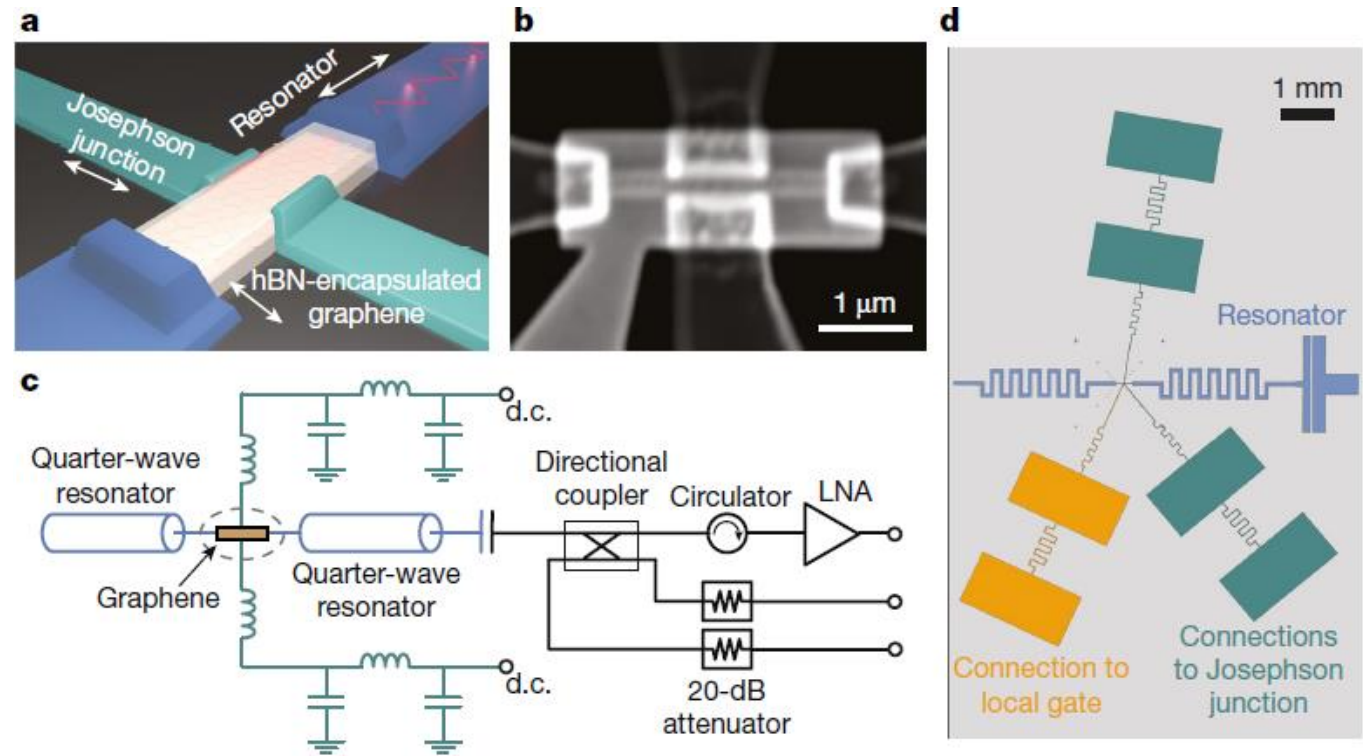 a
Josephson
junction
Resonator
hBN-encapsulated
graphene
b
1 μm
c
d.c.
Quarter-wave
resonator
Graphene
Quarter-wave
resonator
Directional
coupler
Circulator
LNA
20-dB
attenuator
d.c.
d
1 mm
Resonator
Connection to
local gate
Connections
to Josephson
junction